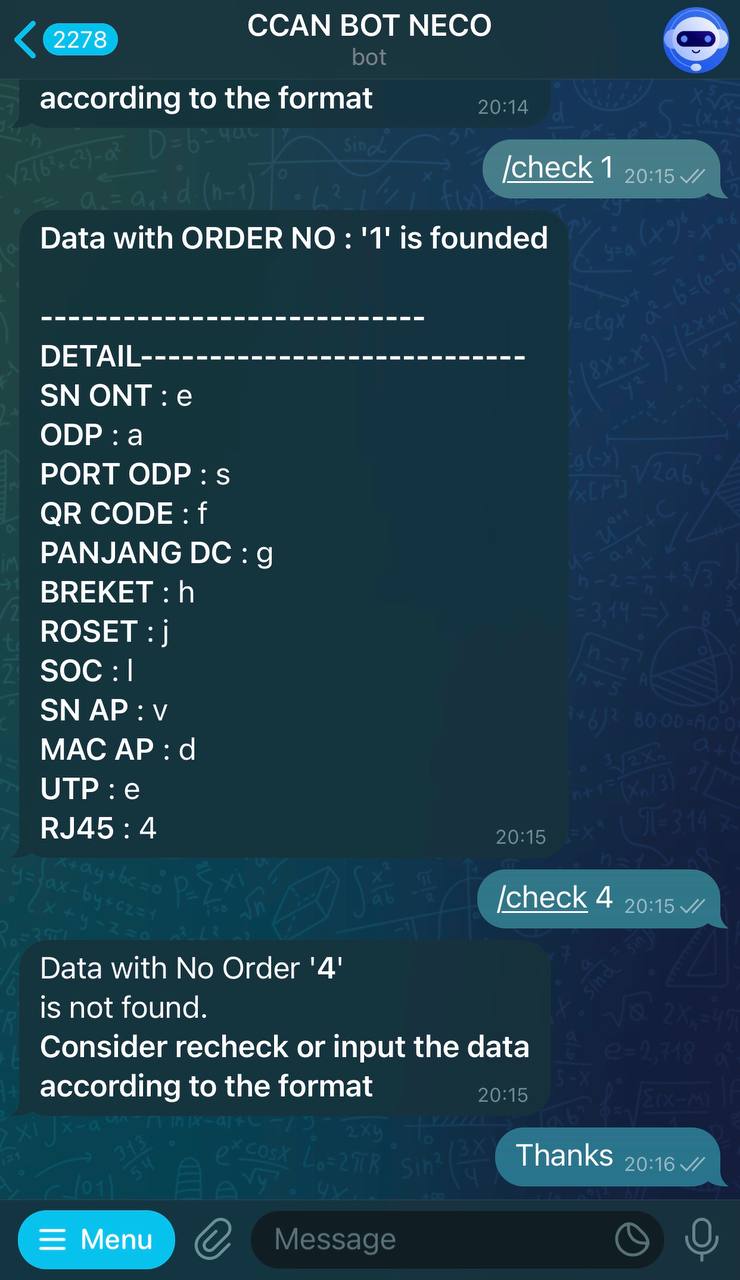 2278
CCAN BOT NECO
bot
according to the format
20:14
/check 1 20:15
Data with ORDER NO : '1' is founded
----------------------------
DETAIL----------------------------
SN ONT : e
ODP : a
PORT ODP : s
QR CODE : f
PANJANG DC : g
BREKET : h
ROSET : j
SOC : l
SN AP : v
MAC AP : d
UTP : e
RJ45 : 4
20:15
/check 4 20:15
Data with No Order '4'
is not found.
Consider recheck or input the data
according to the format
20:15
Thanks 20:16
Menu
Message